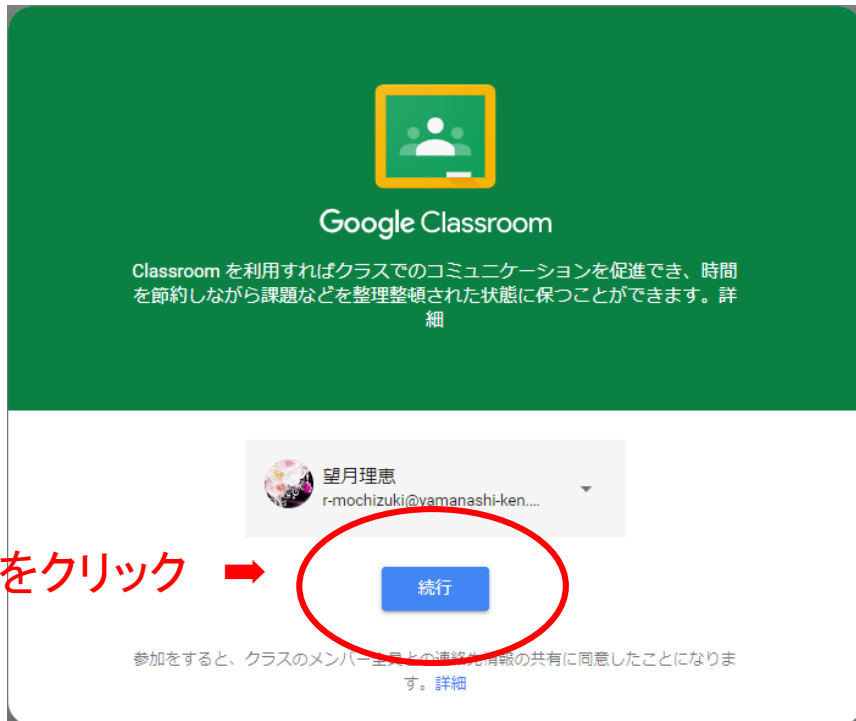 Google Classroom
Classroom を利用すればクラスでのコミュニケーションを促進でき、時間
を節約しながら課題などを整理整頓された状態に保つことができます。詳
細
望月理恵
r-mochizuki@yamanashi-ken....
をクリック ➡
続行
参加をすると、クラスのメンバー全員との連絡先情報の共有に同意したことになりま
す。詳細